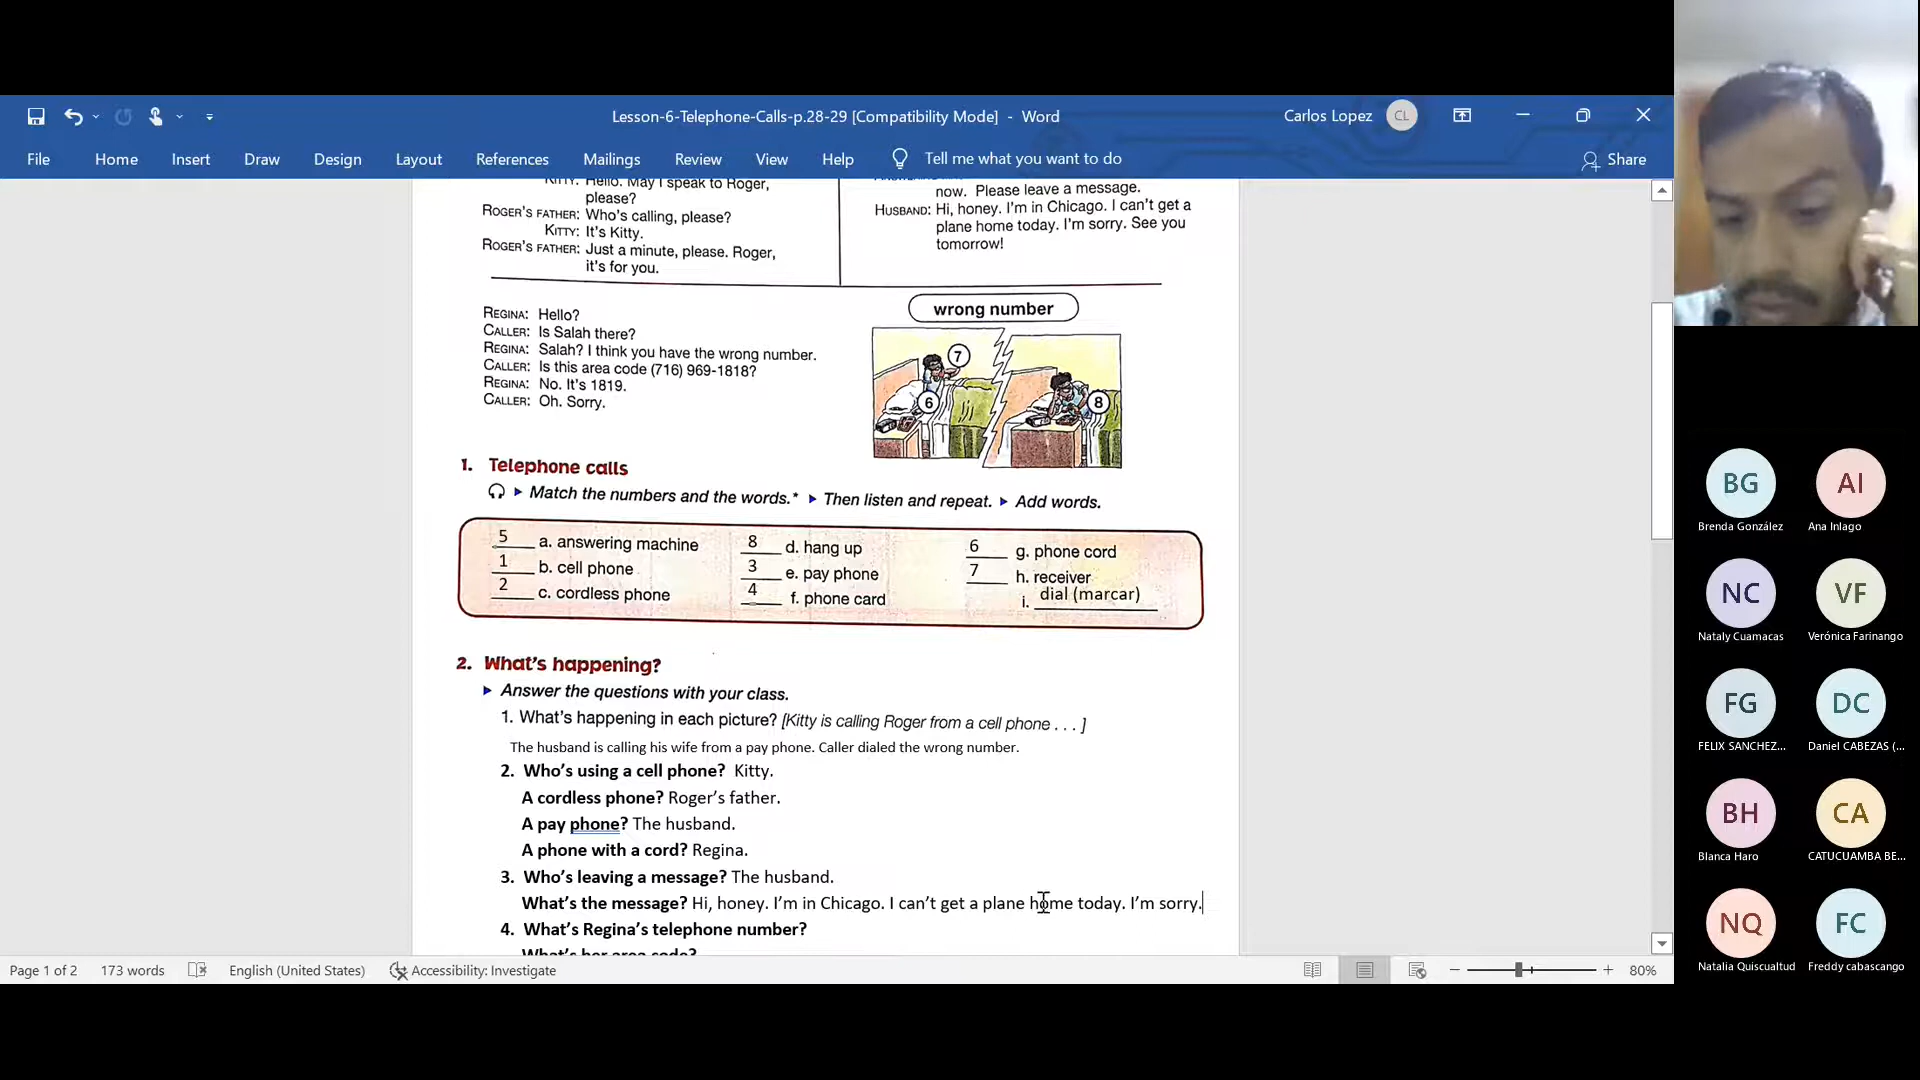 Lesson-6-Telephone-Calls-p.28-29 [Compatibility Mode] - Word
Carlos Lopez CL
File Home Insert Draw Design Layout References Mailings Review View Help Tell me what you want to do Share
KITTY: Hello. May I speak to Roger,
please?
ROGER'S FATHER: Who's calling, please?
KITTY: It's Kitty.
ROGER'S FATHER: Just a minute, please. Roger,
it's for you.
now. Please leave a message.
HUSBAND: Hi, honey. I'm in Chicago. I can't get a
plane home today. I'm sorry. See you
tomorrow!
REGINA: Hello?
CALLER: Is Salah there?
REGINA: Salah? I think you have the wrong number.
CALLER: Is this area code (716) 969-1818?
REGINA: No. It's 1819.
CALLER: Oh. Sorry.
wrong number
7
6
8
1. Telephone calls
Match the numbers and the words.* Then listen and repeat. Add words.
5 a. answering machine
1 b. cell phone
2 c. cordless phone
8 d. hang up
3 e. pay phone
4 f. phone card
6 g. phone cord
7 h. receiver
i. dial (marcar)
2. What's happening?
Answer the questions with your class.
1. What's happening in each picture? [Kitty is calling Roger from a cell phone . . . ]
The husband is calling his wife from a pay phone. Caller dialed the wrong number.
2. Who's using a cell phone? Kitty.
A cordless phone? Roger's father.
A pay phone? The husband.
A phone with a cord? Regina.
3. Who's leaving a message? The husband.
What's the message? Hi, honey. I'm in Chicago. I can't get a plane home today. I'm sorry.
4. What's Regina's telephone number?
What's her area code?
Page 1 of 2 173 words English (United States) Accessibility: Investigate 80%
BG AI
Brenda González Ana Inlago
NC VF
Nataly Cuamacas Verónica Farinango
FG DC
FELIX SANCHEZ... Daniel CABEZAS (...
BH CA
Blanca Haro CATUCUAMBA BE...
NQ FC
Natalia Quiscualtud Freddy cabascango